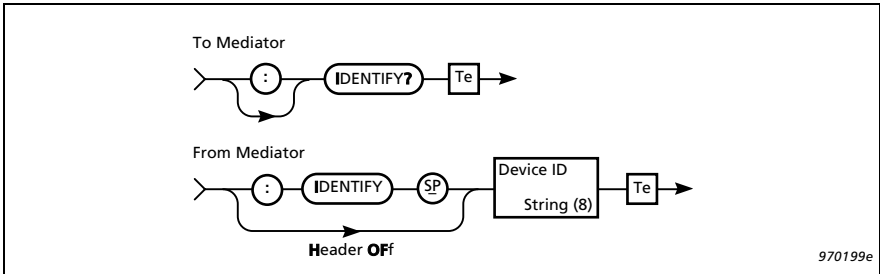 To Mediator
: IDENTIFY? Te
From Mediator
Device ID
: IDENTIFY SP Te
String (8)
Header OFf
970199e